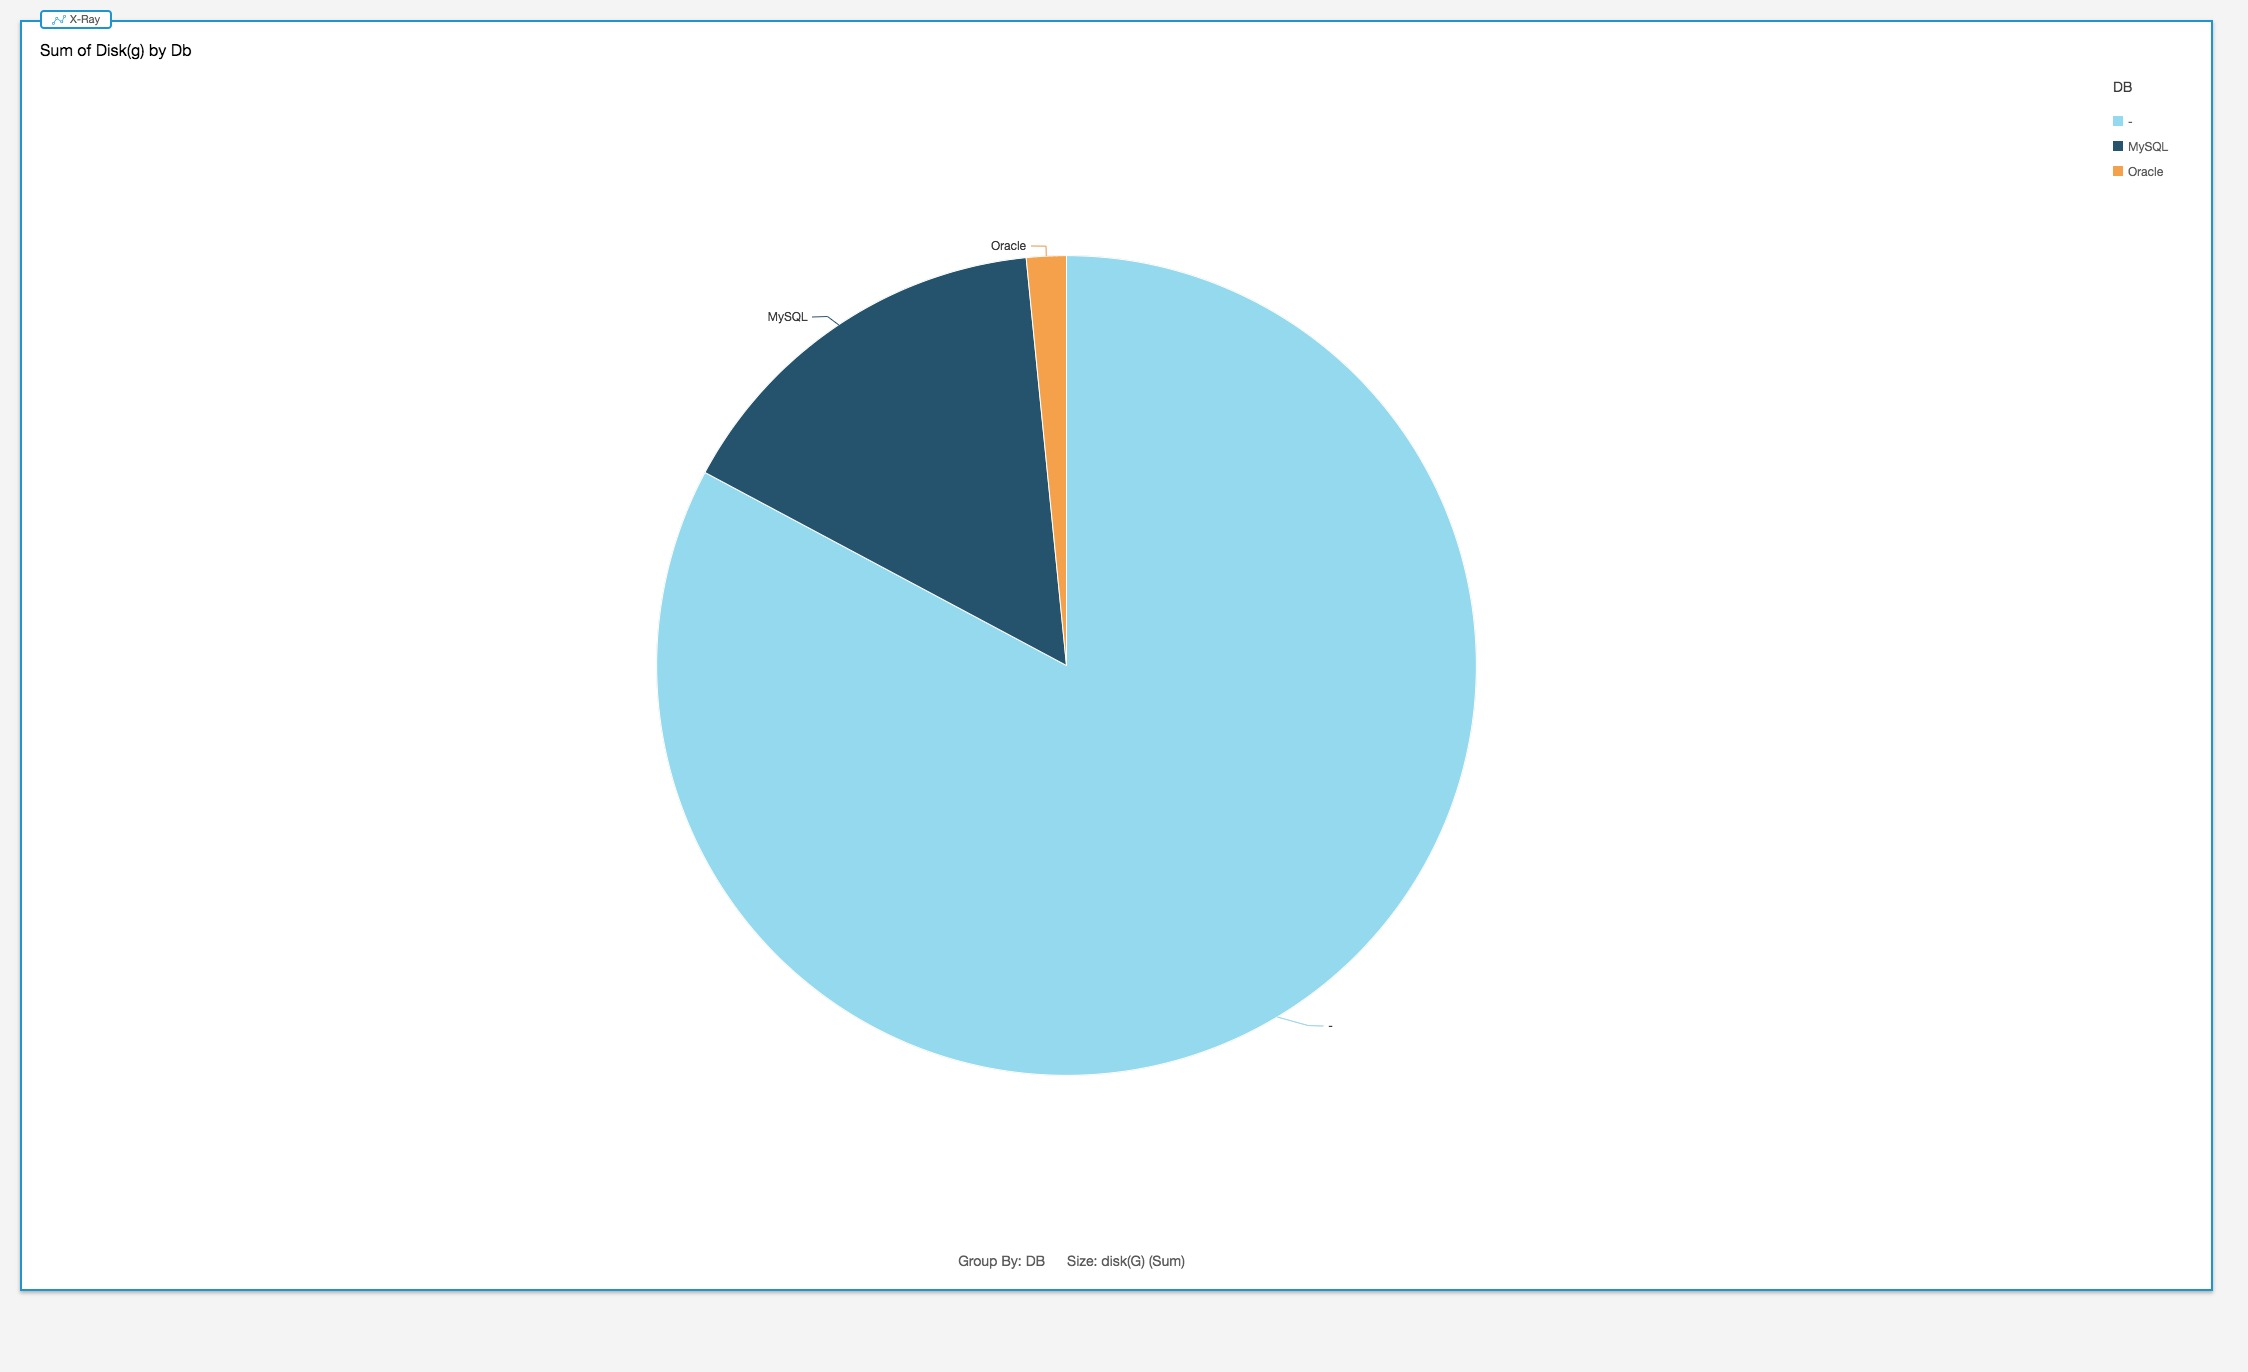 X-Ray
Sum of Disk(g) by Db
DB
-
MySQL
Oracle
Oracle
MySQL
-
Group By: DB Size: disk(G) (Sum)